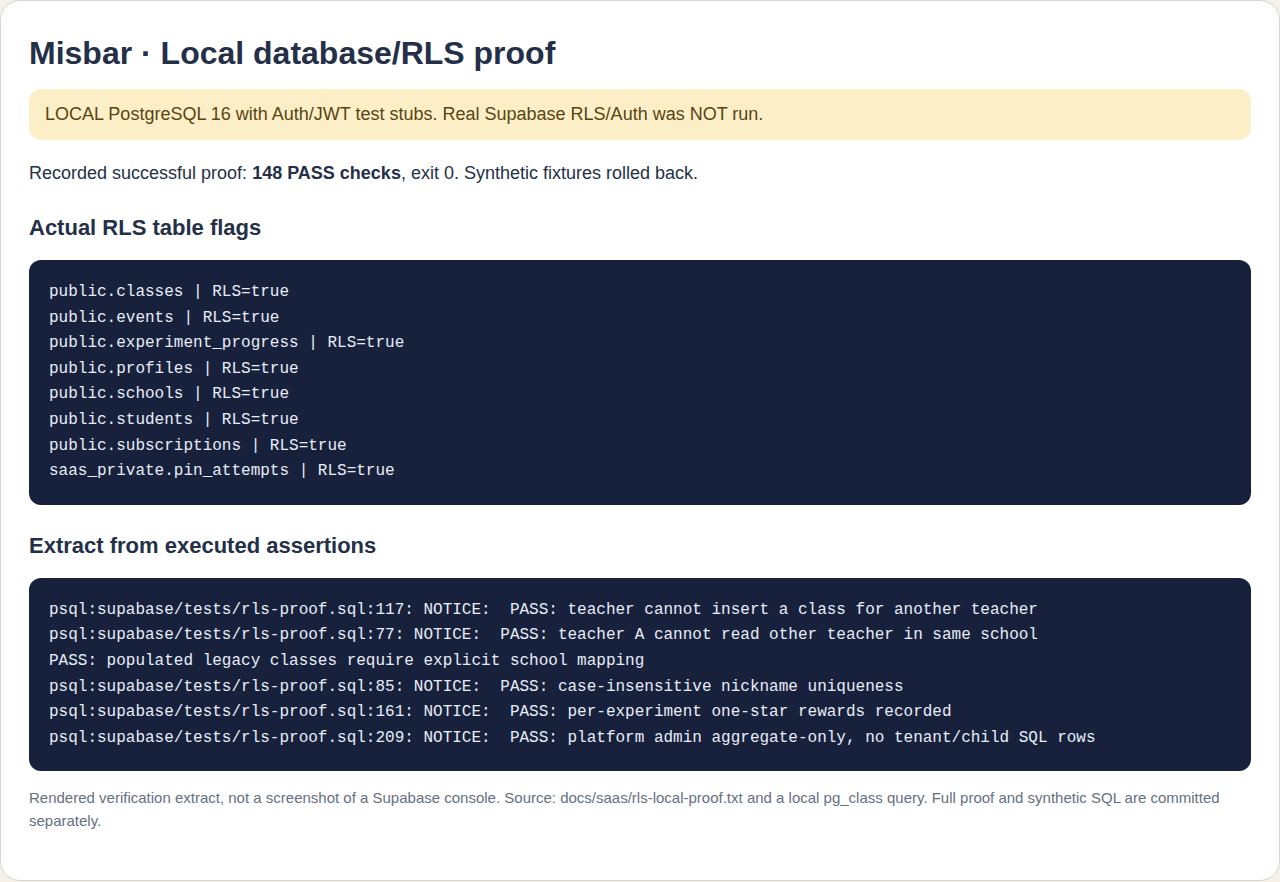 Misbar · Local database/RLS proof
LOCAL PostgreSQL 16 with Auth/JWT test stubs. Real Supabase RLS/Auth was NOT run.
Recorded successful proof: 148 PASS checks, exit 0. Synthetic fixtures rolled back.
Actual RLS table flags
public.classes | RLS=true
public.events | RLS=true
public.experiment_progress | RLS=true
public.profiles | RLS=true
public.schools | RLS=true
public.students | RLS=true
public.subscriptions | RLS=true
saas_private.pin_attempts | RLS=true
Extract from executed assertions
psql:supabase/tests/rls-proof.sql:117: NOTICE:  PASS: teacher cannot insert a class for another teacher
psql:supabase/tests/rls-proof.sql:77: NOTICE:  PASS: teacher A cannot read other teacher in same school
PASS: populated legacy classes require explicit school mapping
psql:supabase/tests/rls-proof.sql:85: NOTICE:  PASS: case-insensitive nickname uniqueness
psql:supabase/tests/rls-proof.sql:161: NOTICE:  PASS: per-experiment one-star rewards recorded
psql:supabase/tests/rls-proof.sql:209: NOTICE:  PASS: platform admin aggregate-only, no tenant/child SQL rows
Rendered verification extract, not a screenshot of a Supabase console. Source: docs/saas/rls-local-proof.txt and a local pg_class query. Full proof and synthetic SQL are committed
separately.